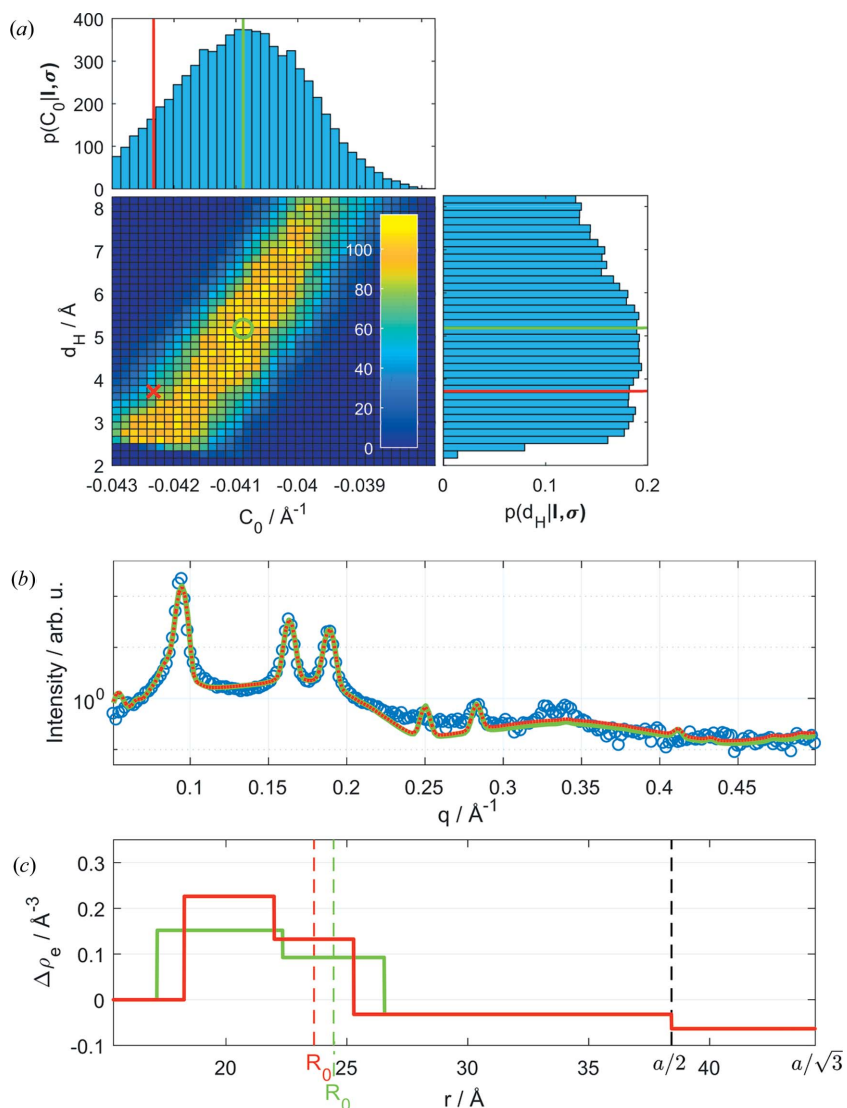 (a)
400
300
200
100
0
p(C₀|I,σ)
8
7
6
5
4
3
2
d_H / Å
100
80
60
40
20
0
-0.043 -0.042 -0.041 -0.04 -0.039
C₀ / Å⁻¹
0 0.1 0.2
p(d_H|I,σ)
(b)
Intensity / arb. u.
10⁰
0.1 0.15 0.2 0.25 0.3 0.35 0.4 0.45
q / Å⁻¹
(c)
0.3
0.2
0.1
0
-0.1
Δρₑ / Å⁻³
20 25 30 35 a/2 40 a/√3
R₀
R₀
r / Å